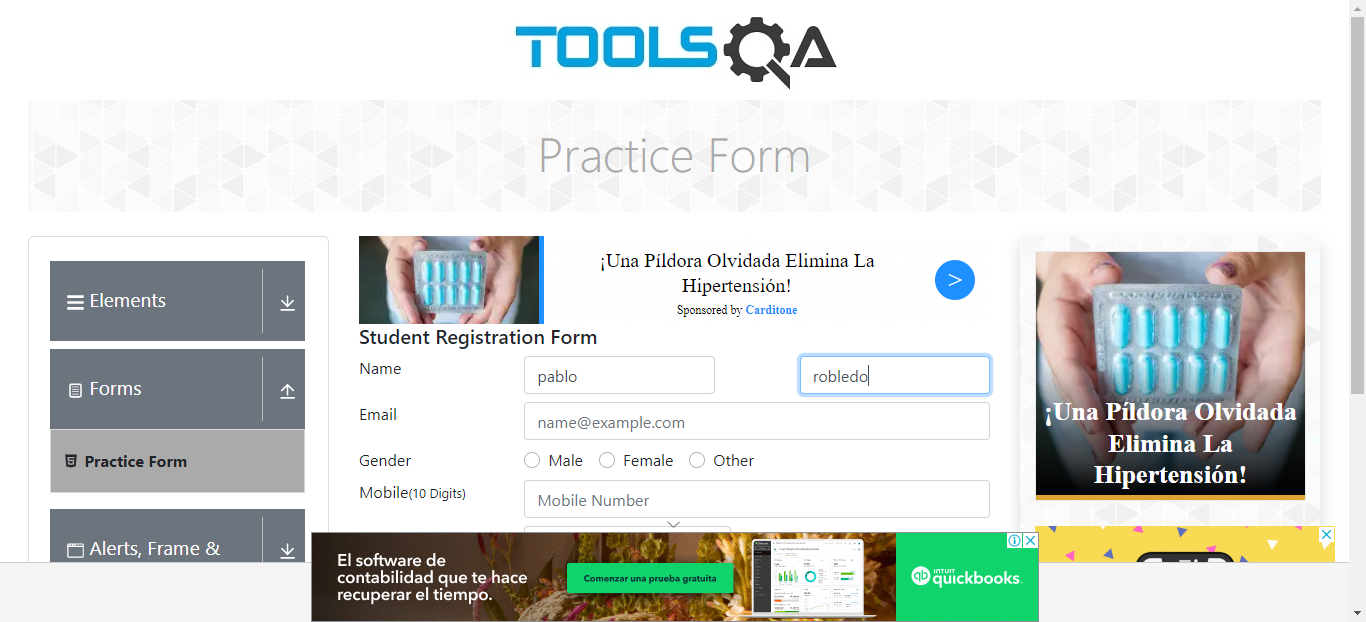 TOOLSQA
Practice Form
Elements
Forms
Practice Form
Alerts, Frame &
¡Una Píldora Olvidada Elimina La
Hipertensión!
Sponsored by Carditone
>
Student Registration Form
Name
pablo
robledo
Email
name@example.com
Gender
Male
Female
Other
Mobile(10 Digits)
Mobile Number
¡Una Píldora Olvidada
Elimina La
Hipertensión!
El software de
contabilidad que te hace
recuperar el tiempo.
Comenzar una prueba gratuita
INTUIT
quickbooks.